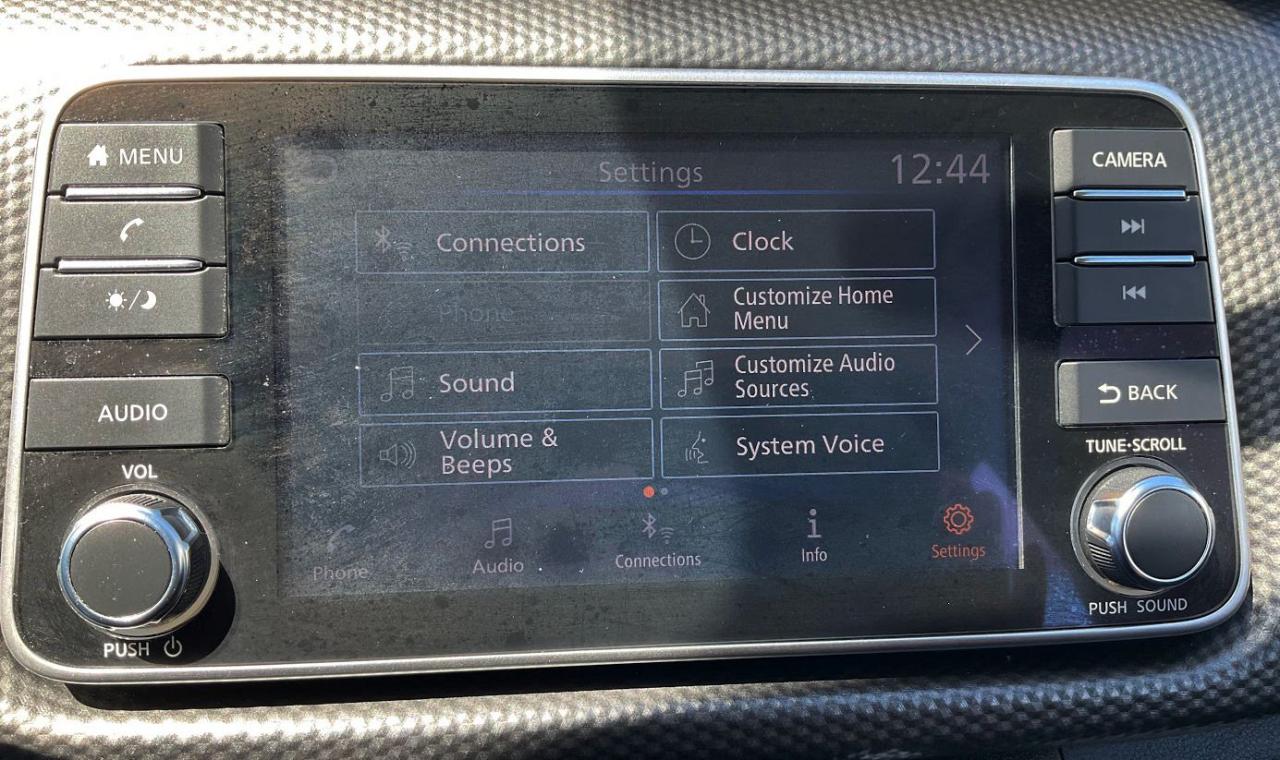 MENU
AUDIO
VOL
PUSH
Settings
12:44
Connections
Clock
Phone
Customize Home
Menu
Sound
Customize Audio
Sources
Volume &
Beeps
System Voice
Phone
Audio
Connections
Info
Settings
CAMERA
BACK
TUNE•SCROLL
PUSH SOUND